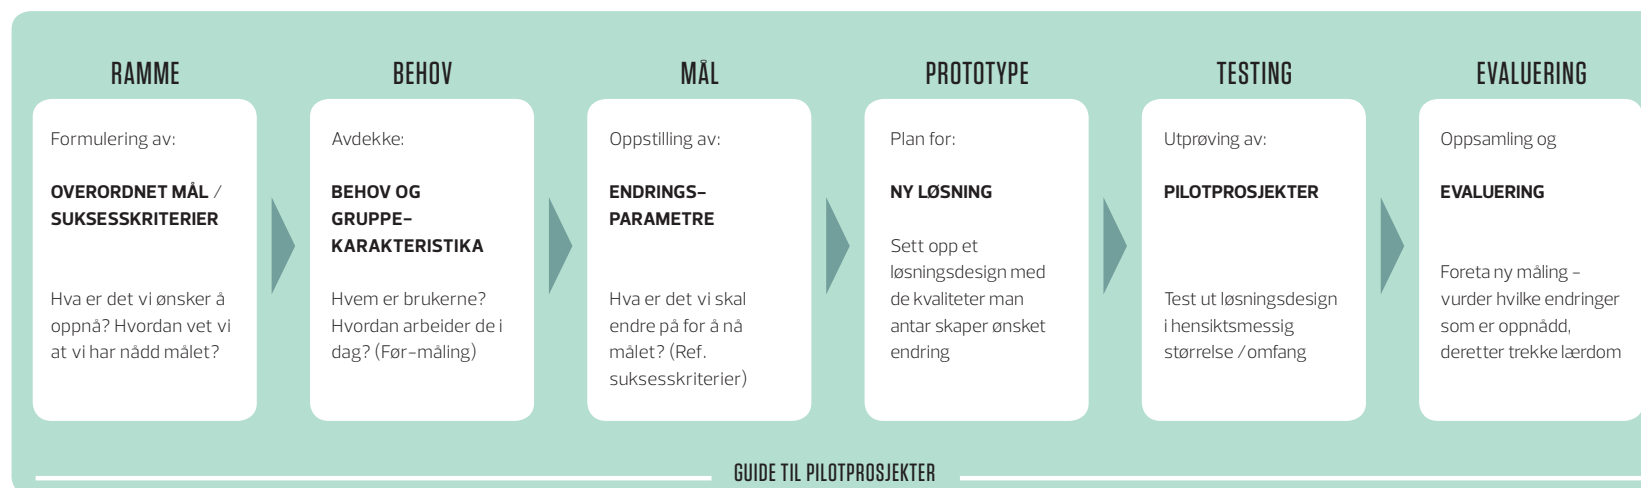 RAMME
Formulering av:
OVERORDNET MÅL /
SUKSESSKRITERIER
Hva er det vi ønsker å
oppnå? Hvordan vet vi
at vi har nådd målet?
BEHOV
Avdekke:
BEHOV OG
GRUPPE-
KARAKTERISTIKA
Hvem er brukerne?
Hvordan arbeider de i
dag? (Før-måling)
MÅL
Oppstilling av:
ENDRINGS-
PARAMETRE
Hva er det vi skal
endre på for å nå
målet? (Ref.
suksesskriterier)
PROTOTYPE
Plan for:
NY LØSNING
Sett opp et
løsningsdesign med
de kvaliteter man
antar skaper ønsket
endring
TESTING
Utprøving av:
PILOTPROSJEKTER
Test ut løsningsdesign
i hensiktsmessig
størrelse /omfang
EVALUERING
Oppsamling og
EVALUERING
Foreta ny måling -
vurder hvilke endringer
som er oppnådd,
deretter trekke lærdom
GUIDE TIL PILOTPROSJEKTER